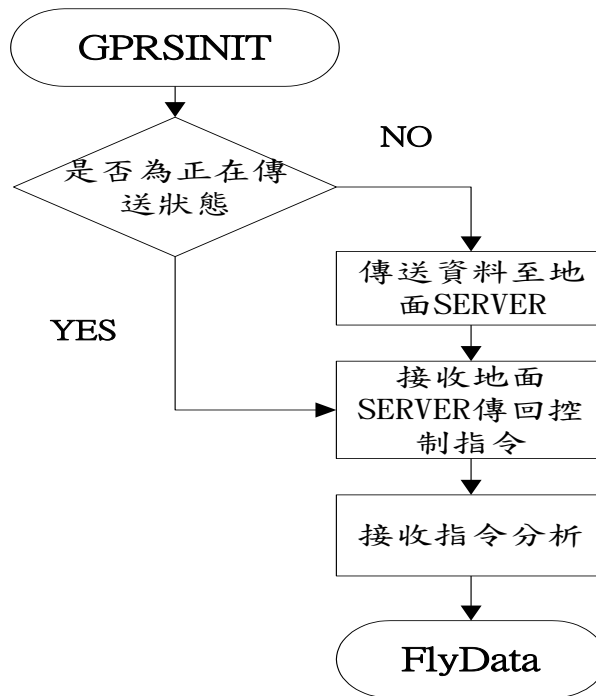 GPRSINIT
是否為正在傳
送狀態
NO
YES
傳送資料至地
面SERVER
接收地面
SERVER傳回控
制指令
接收指令分析
FlyData